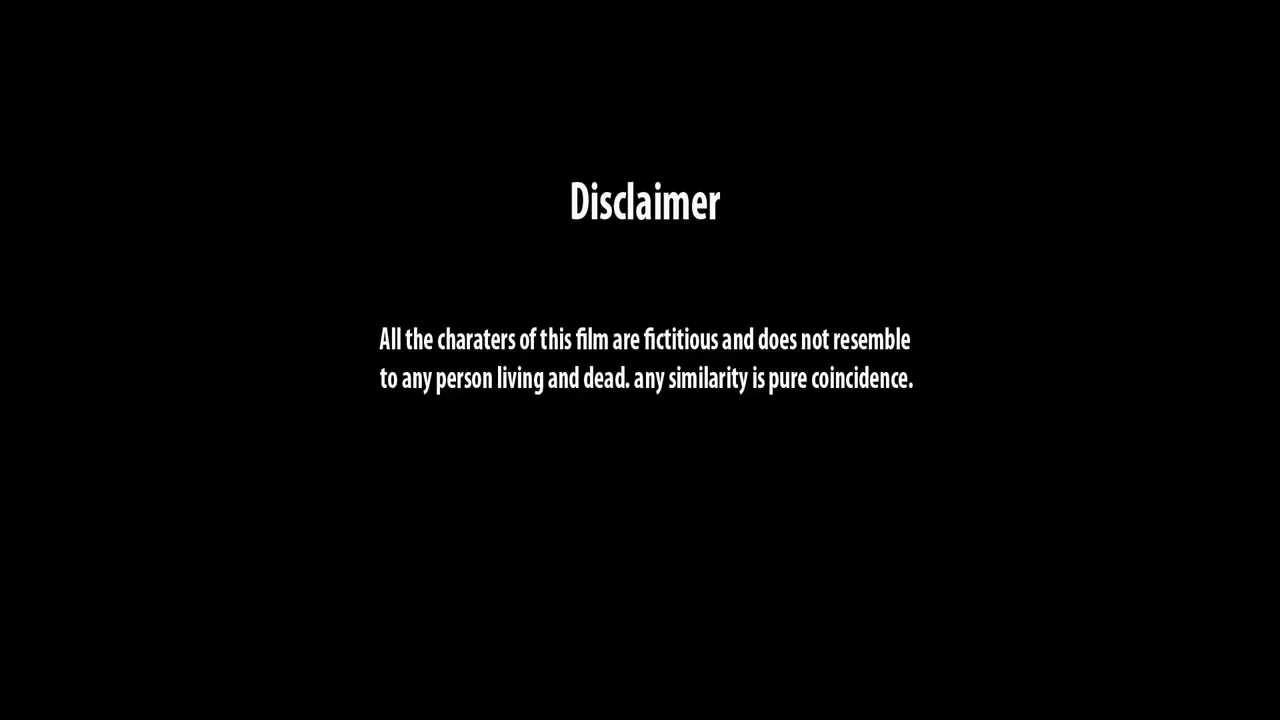 Disclaimer
All the charaters of this film are fictitious and does not resemble
to any person living and dead. any similarity is pure coincidence.